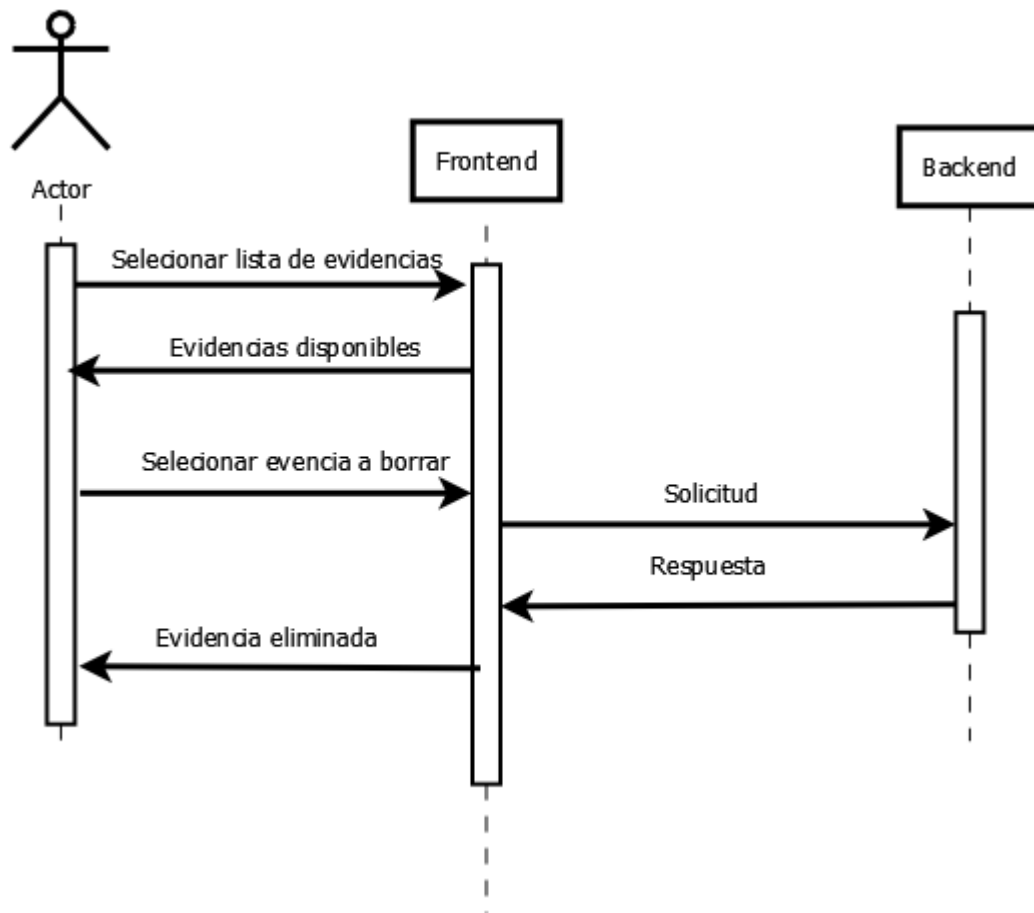 Actor
Frontend
Backend
Selecionar lista de evidencias
Evidencias disponibles
Selecionar evencia a borrar
Solicitud
Respuesta
Evidencia eliminada